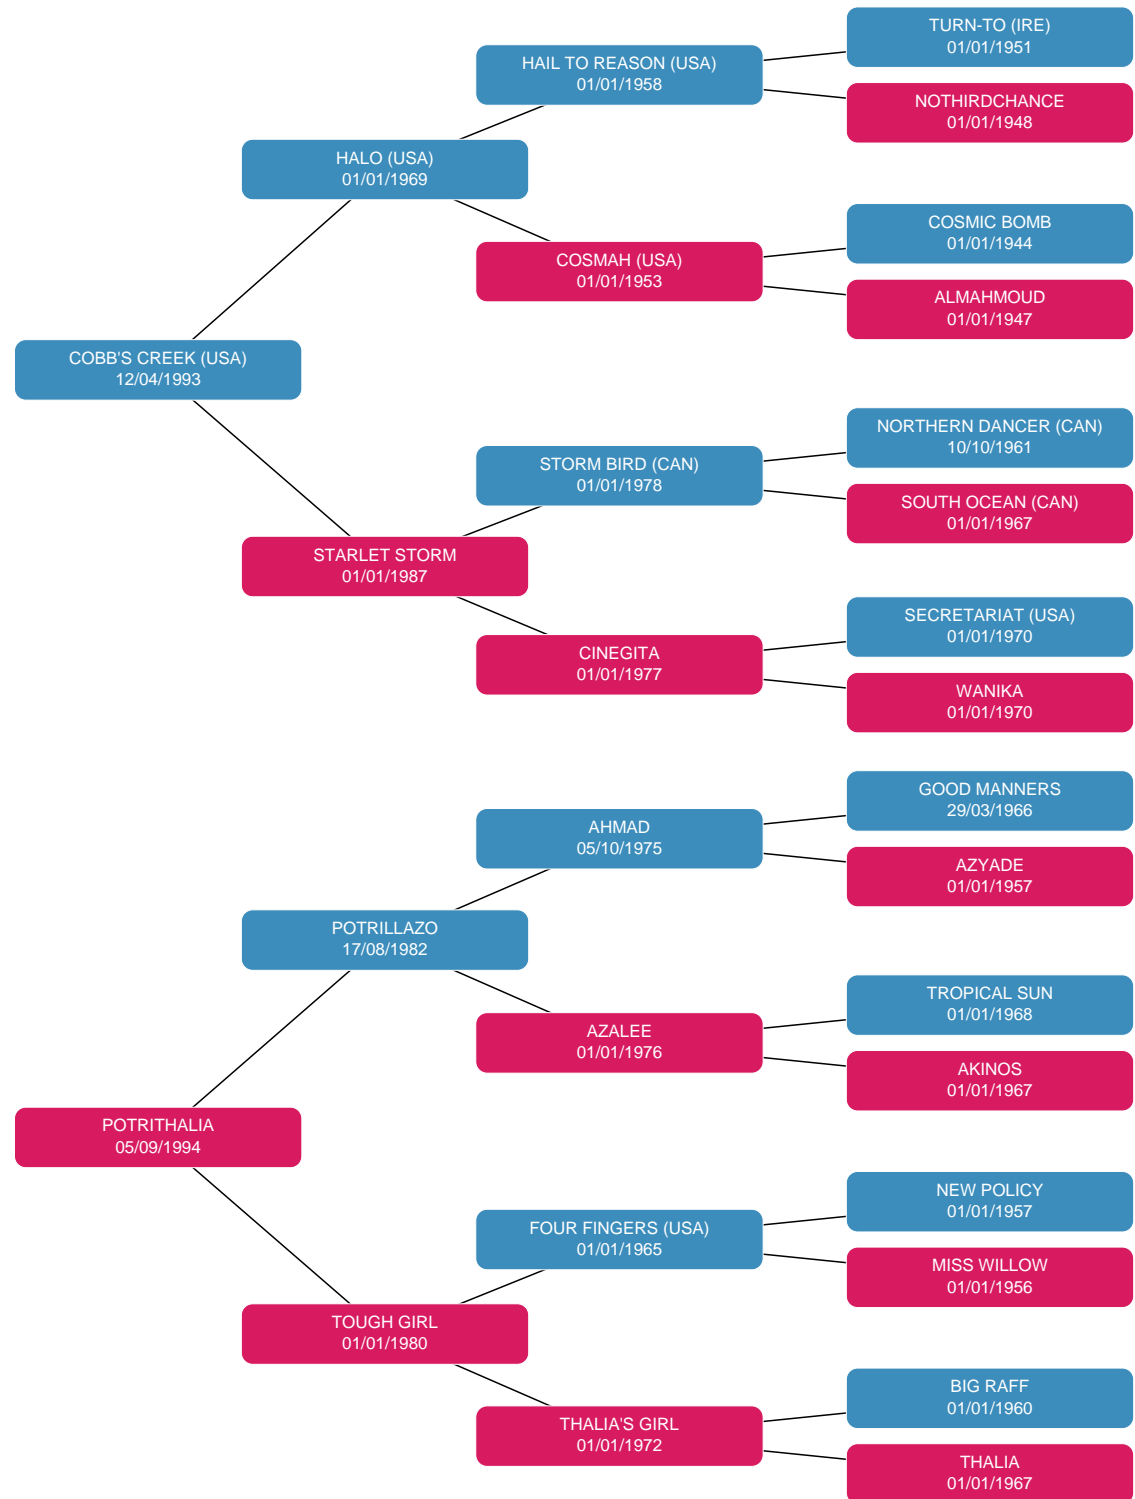 TURN-TO (IRE)
01/01/1951
HAIL TO REASON (USA)
01/01/1958
NOTHIRDCHANCE
01/01/1948
HALO (USA)
01/01/1969
COSMIC BOMB
01/01/1944
COSMAH (USA)
01/01/1953
ALMAHMOUD
01/01/1947
COBB'S CREEK (USA)
12/04/1993
NORTHERN DANCER (CAN)
10/10/1961
STORM BIRD (CAN)
01/01/1978
SOUTH OCEAN (CAN)
01/01/1967
STARLET STORM
01/01/1987
SECRETARIAT (USA)
01/01/1970
CINEGITA
01/01/1977
WANIKA
01/01/1970
GOOD MANNERS
29/03/1966
AHMAD
05/10/1975
AZYADE
01/01/1957
POTRILLAZO
17/08/1982
TROPICAL SUN
01/01/1968
AZALEE
01/01/1976
AKINOS
01/01/1967
POTRITHALIA
05/09/1994
NEW POLICY
01/01/1957
FOUR FINGERS (USA)
01/01/1965
MISS WILLOW
01/01/1956
TOUGH GIRL
01/01/1980
BIG RAFF
01/01/1960
THALIA'S GIRL
01/01/1972
THALIA
01/01/1967